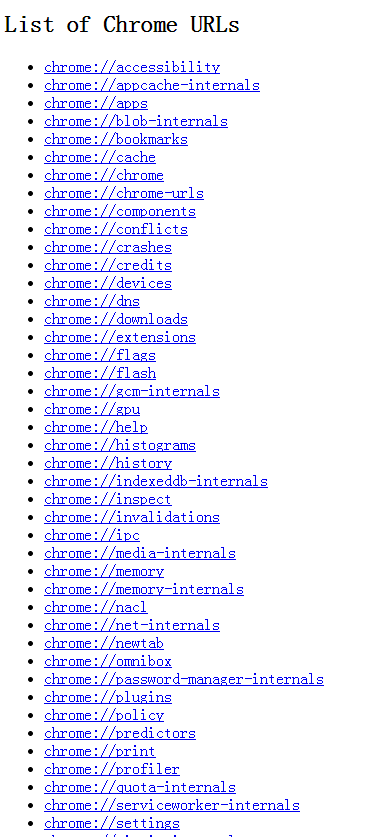 List of Chrome URLs
chrome://accessibility
chrome://appcache-internals
chrome://apps
chrome://blob-internals
chrome://bookmarks
chrome://cache
chrome://chrome
chrome://chrome-urls
chrome://components
chrome://conflicts
chrome://crashes
chrome://credits
chrome://devices
chrome://dns
chrome://downloads
chrome://extensions
chrome://flags
chrome://flash
chrome://gcm-internals
chrome://gpu
chrome://help
chrome://histograms
chrome://history
chrome://indexeddb-internals
chrome://inspect
chrome://invalidations
chrome://ipc
chrome://media-internals
chrome://memory
chrome://memory-internals
chrome://nacl
chrome://net-internals
chrome://newtab
chrome://omnibox
chrome://password-manager-internals
chrome://plugins
chrome://policy
chrome://predictors
chrome://print
chrome://profiler
chrome://quota-internals
chrome://serviceworker-internals
chrome://settings